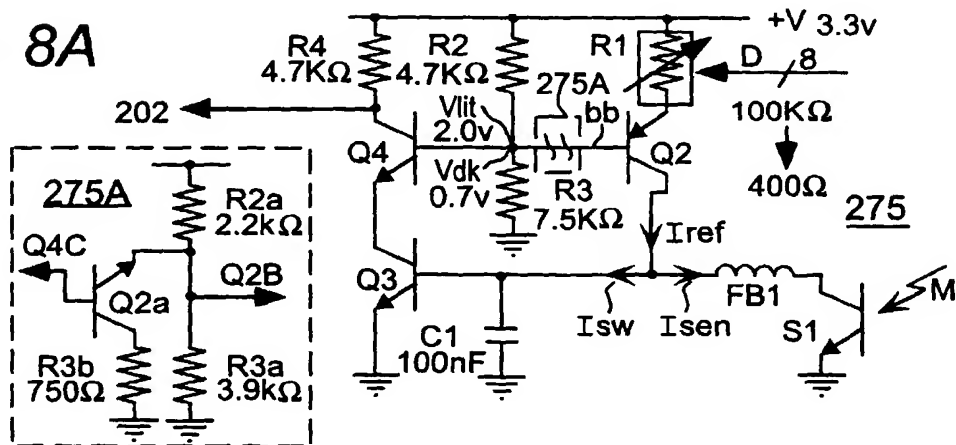 8A
+V 3.3v
R4
4.7KΩ
R2
4.7KΩ
R1
D 8
275A
bb
100KΩ
400Ω
202
Vlit
2.0v
Vdk
0.7v
Q4
Q2
R3
7.5KΩ
275
Iref
Q3
Isw
Isen
FB1
S1
M
C1
100nF
275A
R2a
2.2kΩ
Q4C
Q2B
Q2a
R3b
750Ω
R3a
3.9kΩ